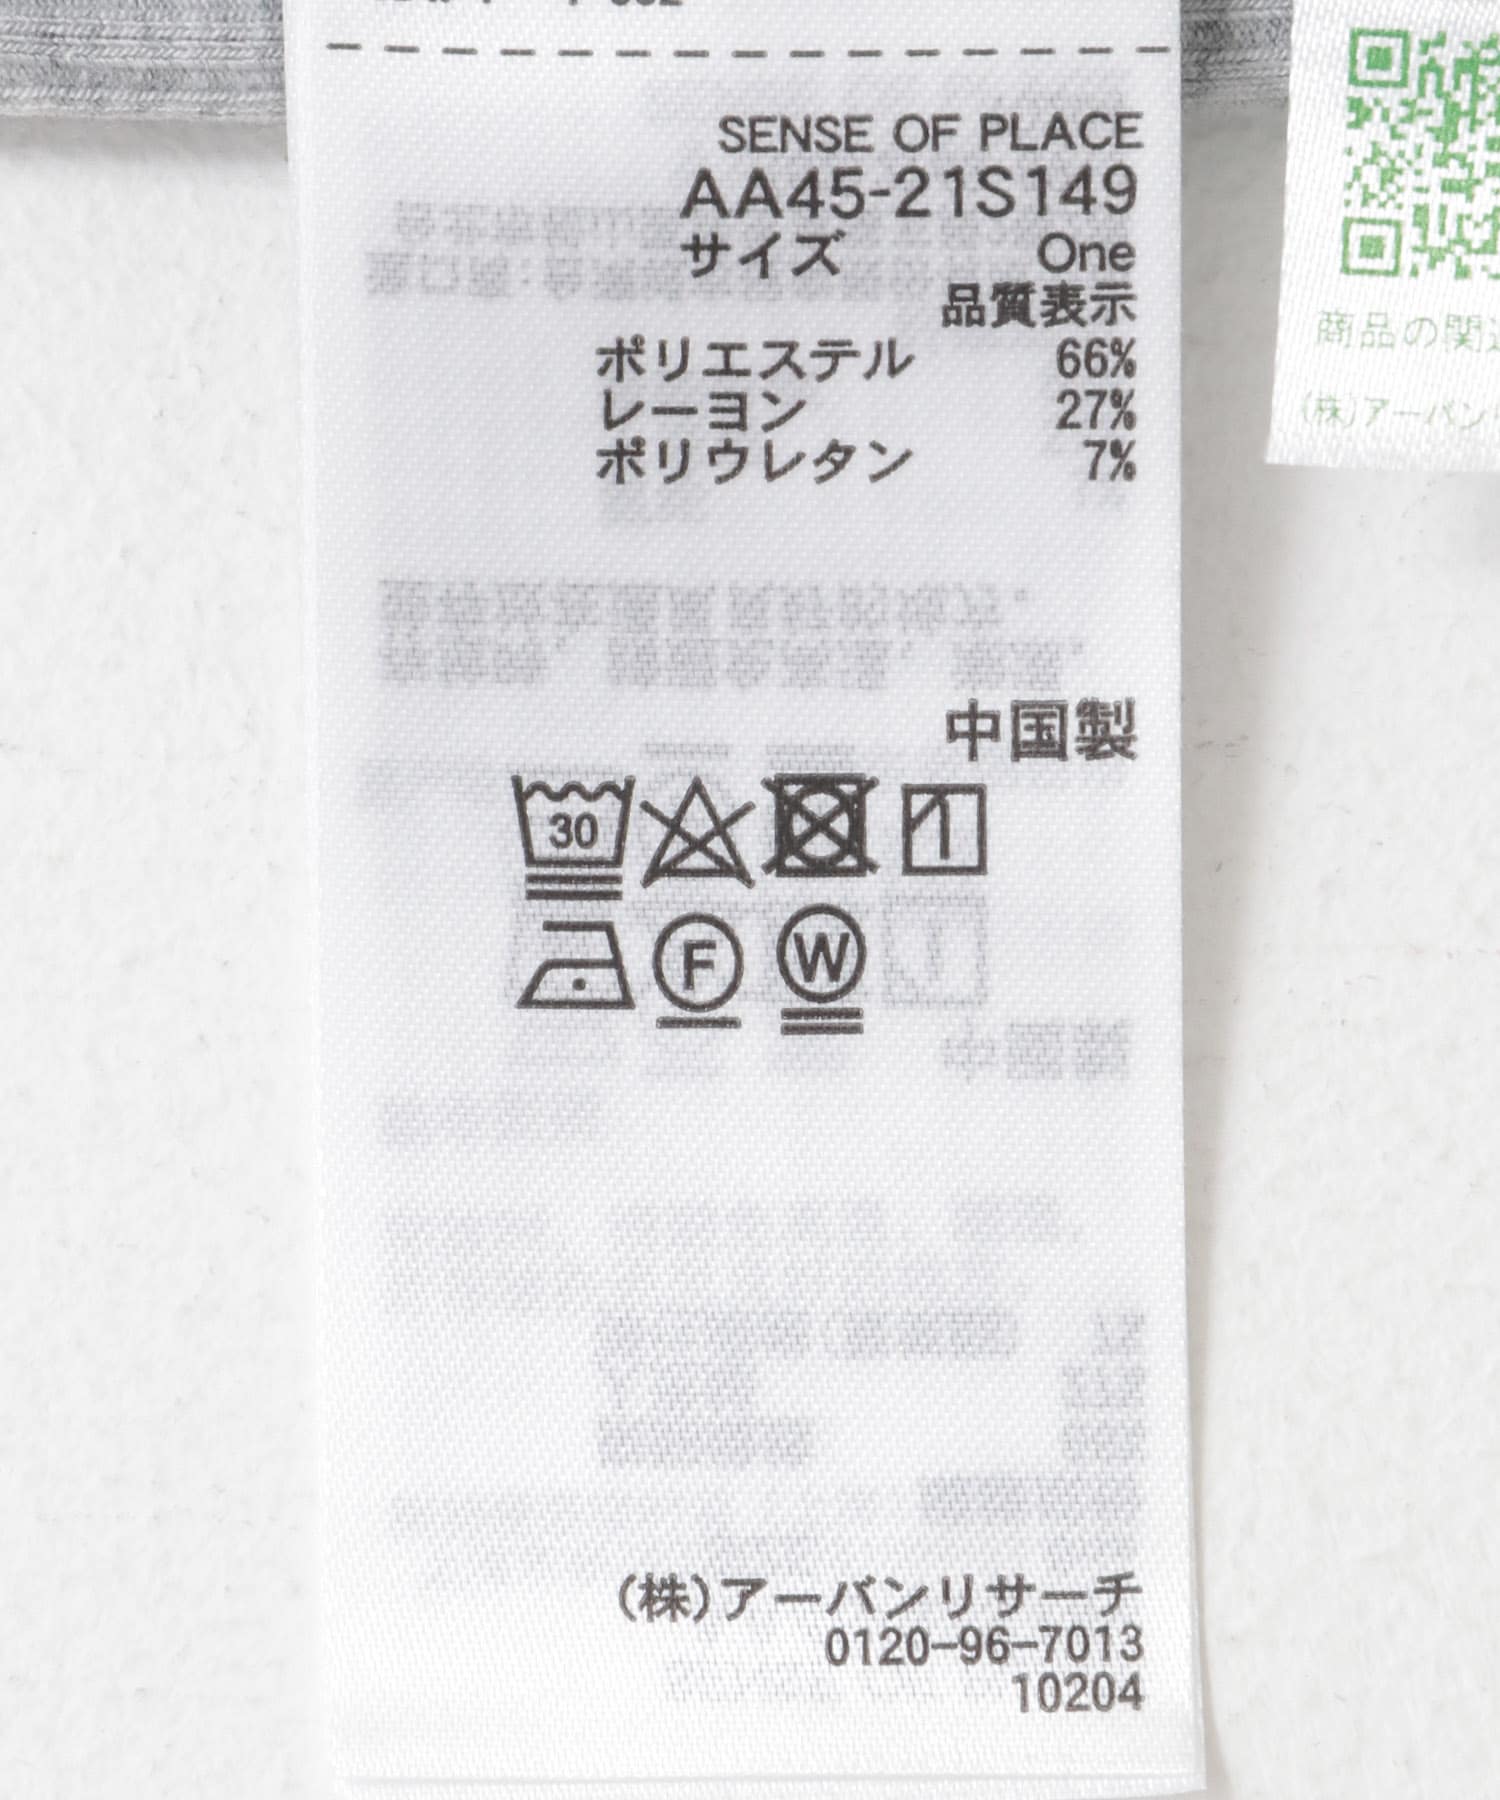 SENSE OF PLACE
AA45-21S149
サイズ One
品質表示
ポリエステル 66%
レーヨン 27%
ポリウレタン 7%
中国製
30
F W
(株)アーバンリサーチ
0120-96-7013
10204
商品の関
(株)アーバン